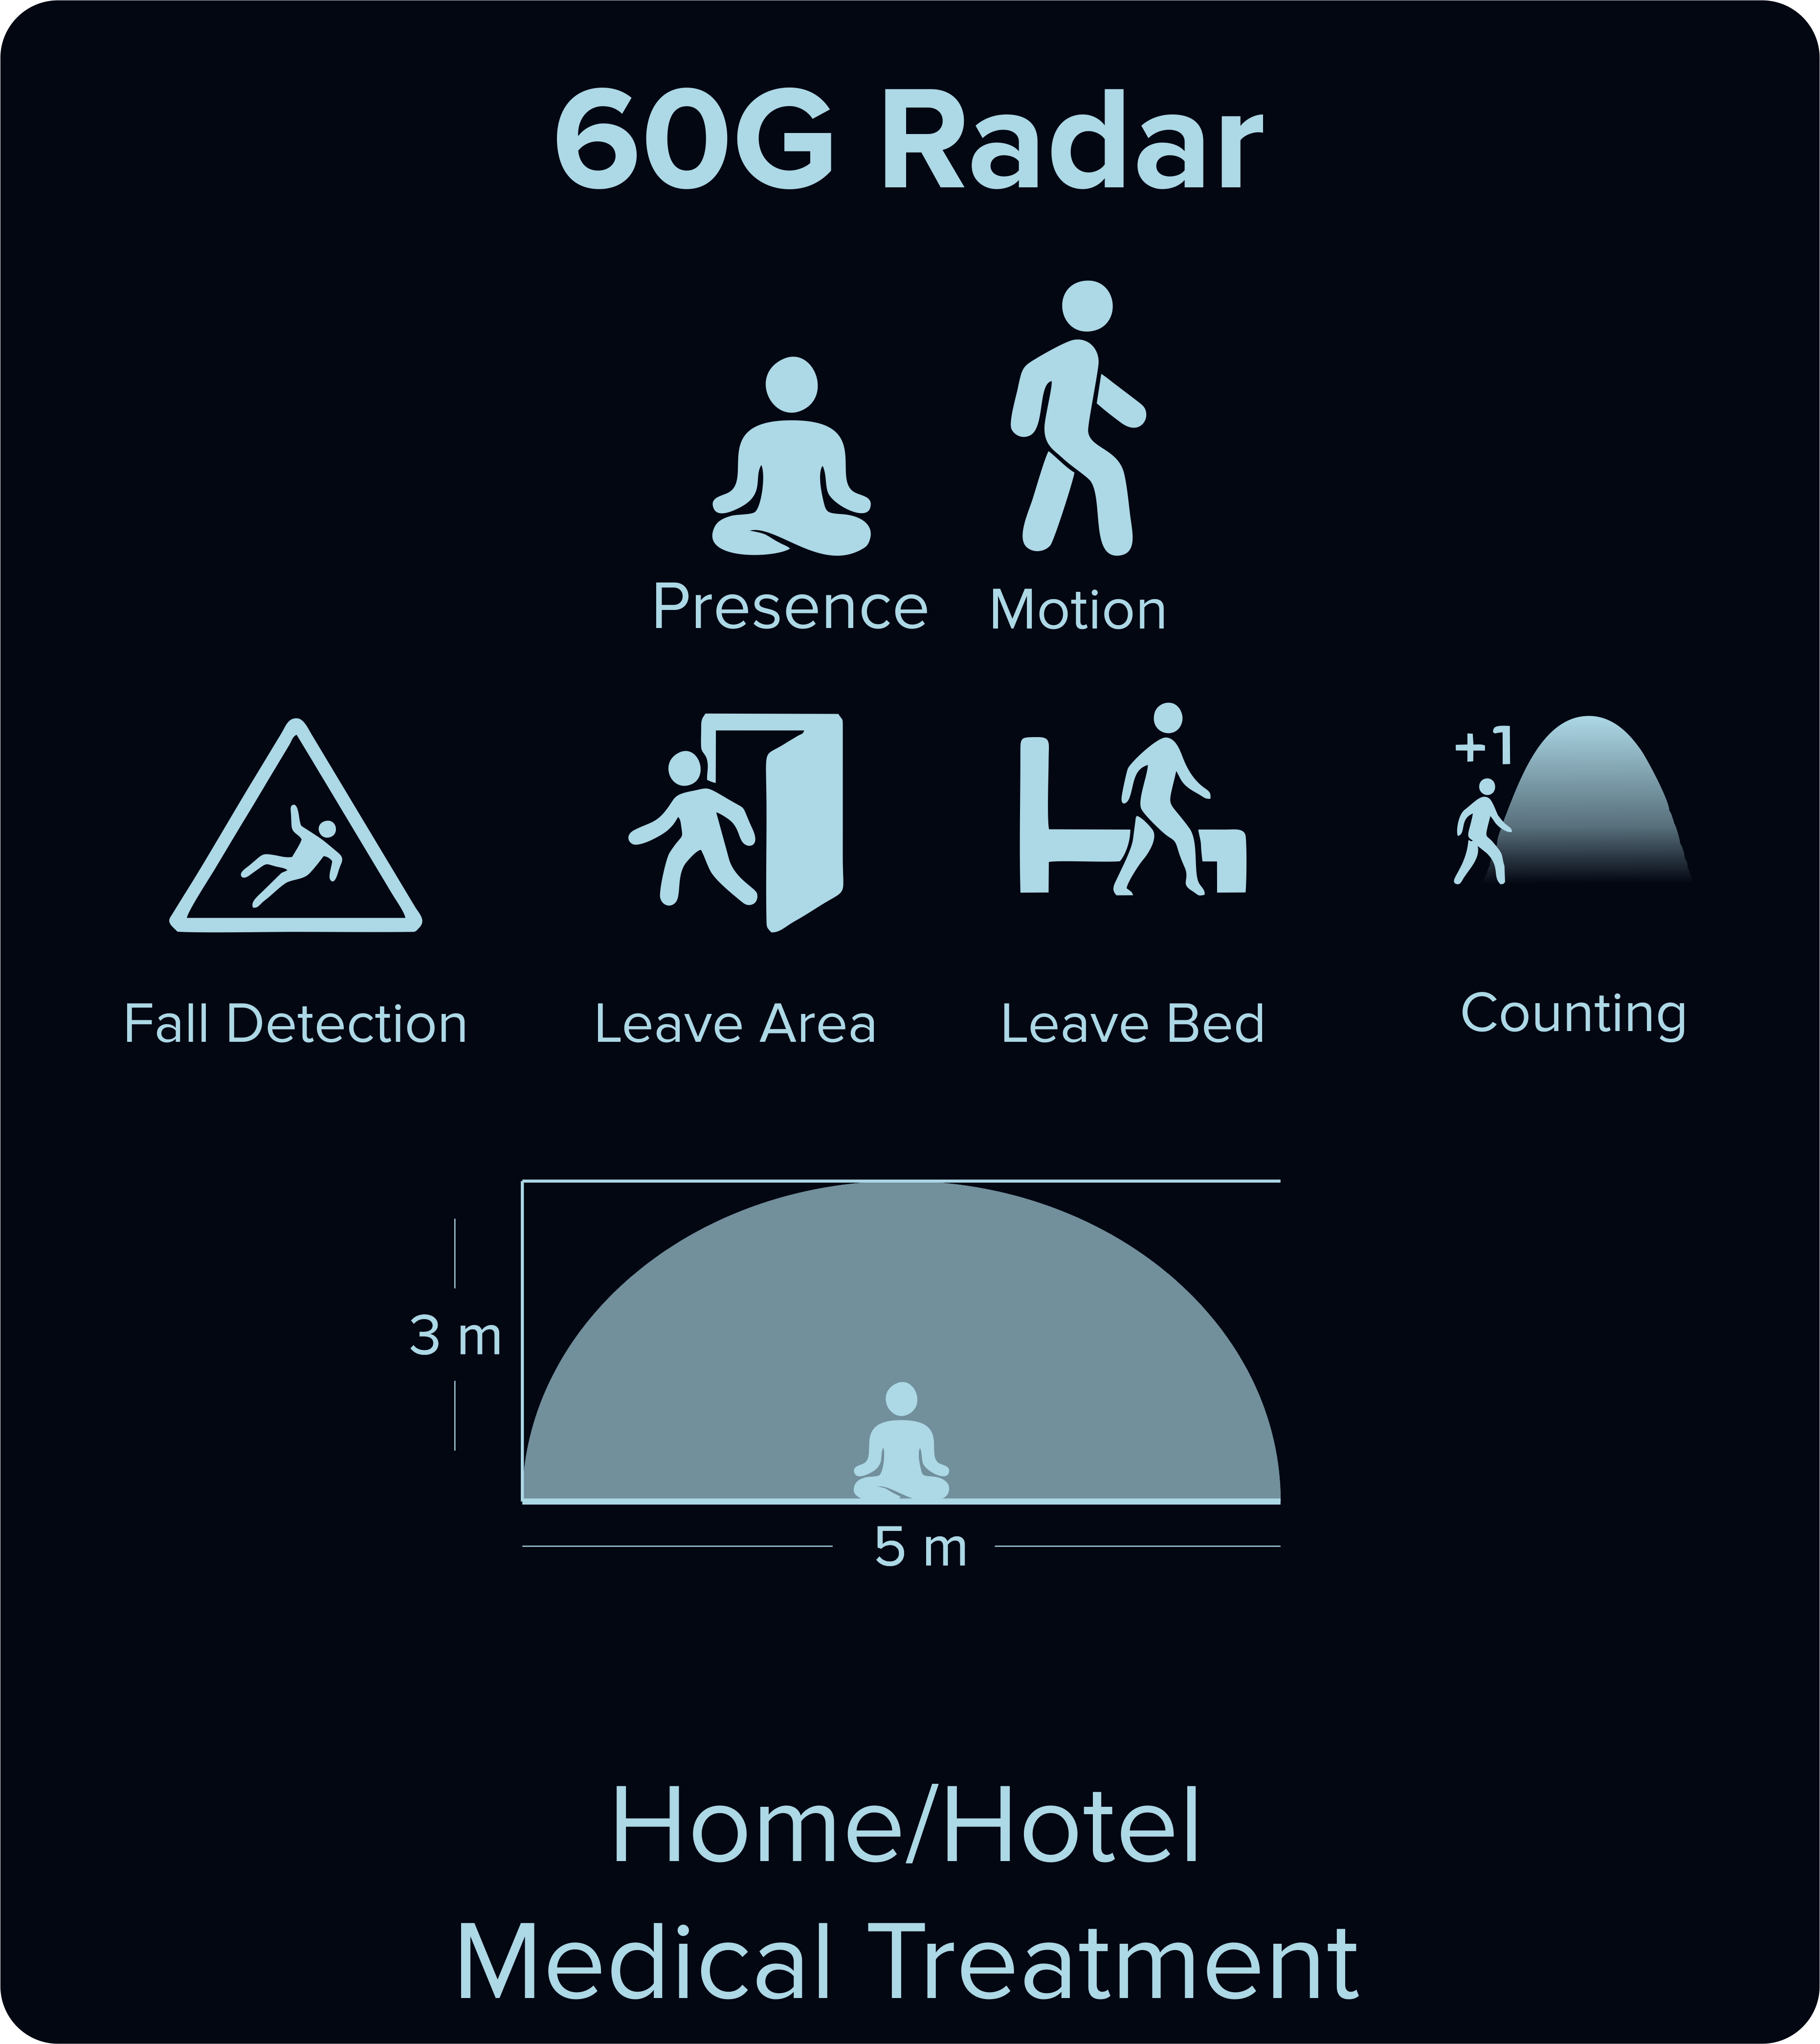 60G Radar
Presence
Motion
+1
Fall Detection
Leave Area
Leave Bed
Counting
3 m
5 m
Home/Hotel
Medical Treatment